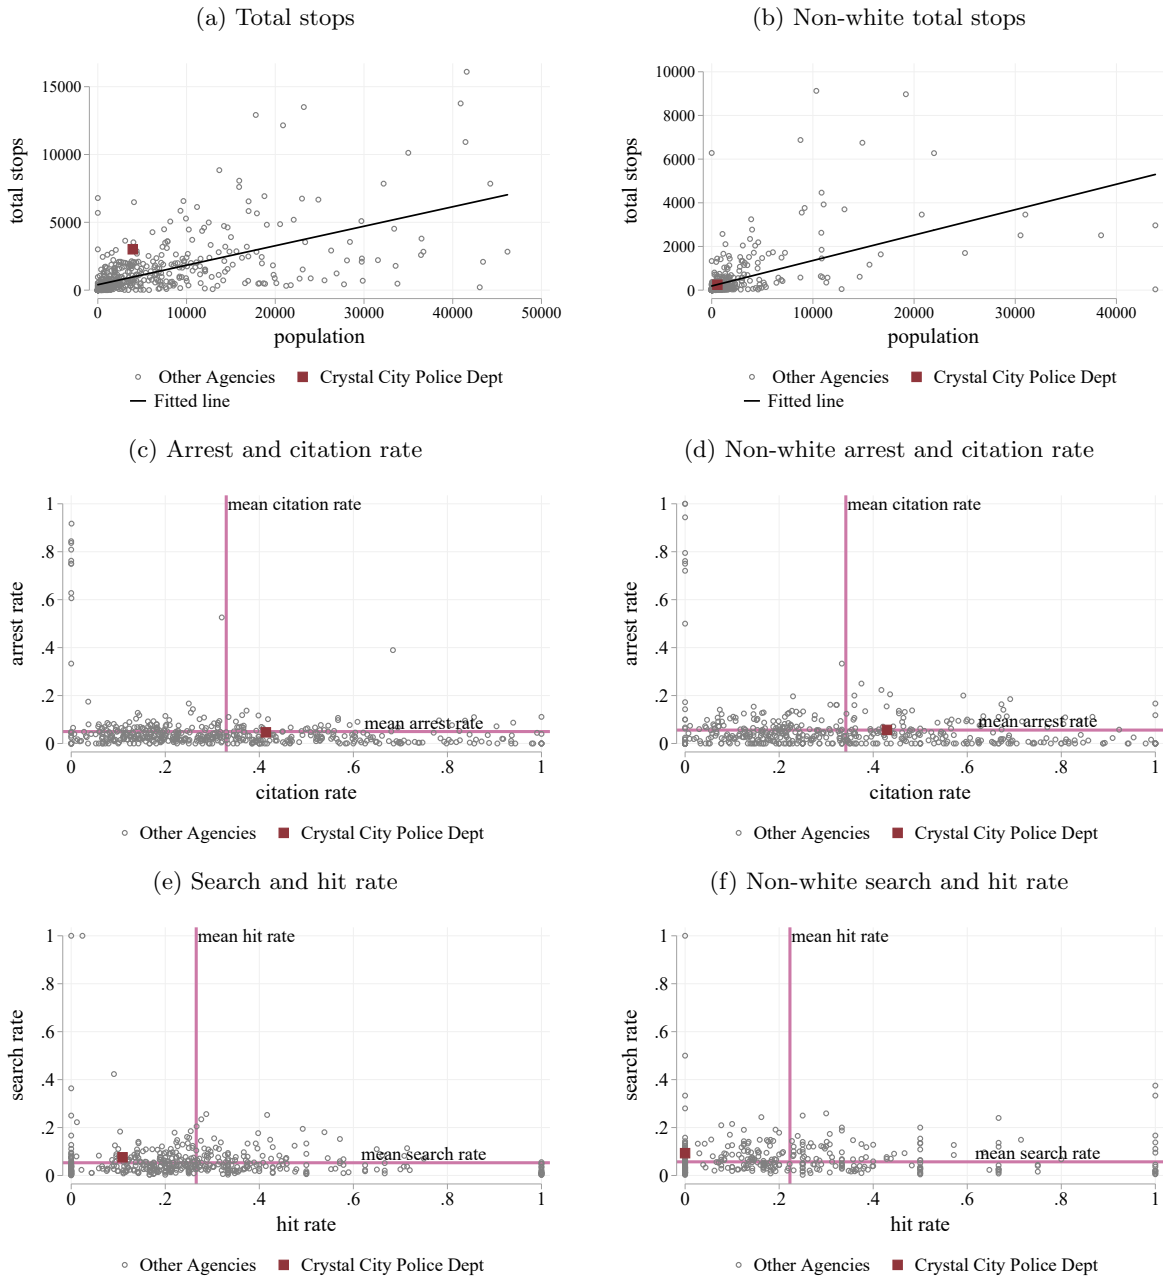 (a) Total stops
(b) Non-white total stops
15000
10000
5000
0
total stops
0 10000 20000 30000 40000 50000
population
Other Agencies Crystal City Police Dept
Fitted line
10000
8000
6000
4000
2000
0
total stops
0 10000 20000 30000 40000
population
Other Agencies Crystal City Police Dept
Fitted line
(c) Arrest and citation rate
(d) Non-white arrest and citation rate
1
.8
.6
.4
.2
0
arrest rate
mean citation rate
mean arrest rate
0 .2 .4 .6 .8 1
citation rate
Other Agencies Crystal City Police Dept
1
.8
.6
.4
.2
0
arrest rate
mean citation rate
mean arrest rate
0 .2 .4 .6 .8 1
citation rate
Other Agencies Crystal City Police Dept
(e) Search and hit rate
(f) Non-white search and hit rate
1
.8
.6
.4
.2
0
search rate
mean hit rate
mean search rate
0 .2 .4 .6 .8 1
hit rate
Other Agencies Crystal City Police Dept
1
.8
.6
.4
.2
0
search rate
mean hit rate
mean search rate
0 .2 .4 .6 .8 1
hit rate
Other Agencies Crystal City Police Dept